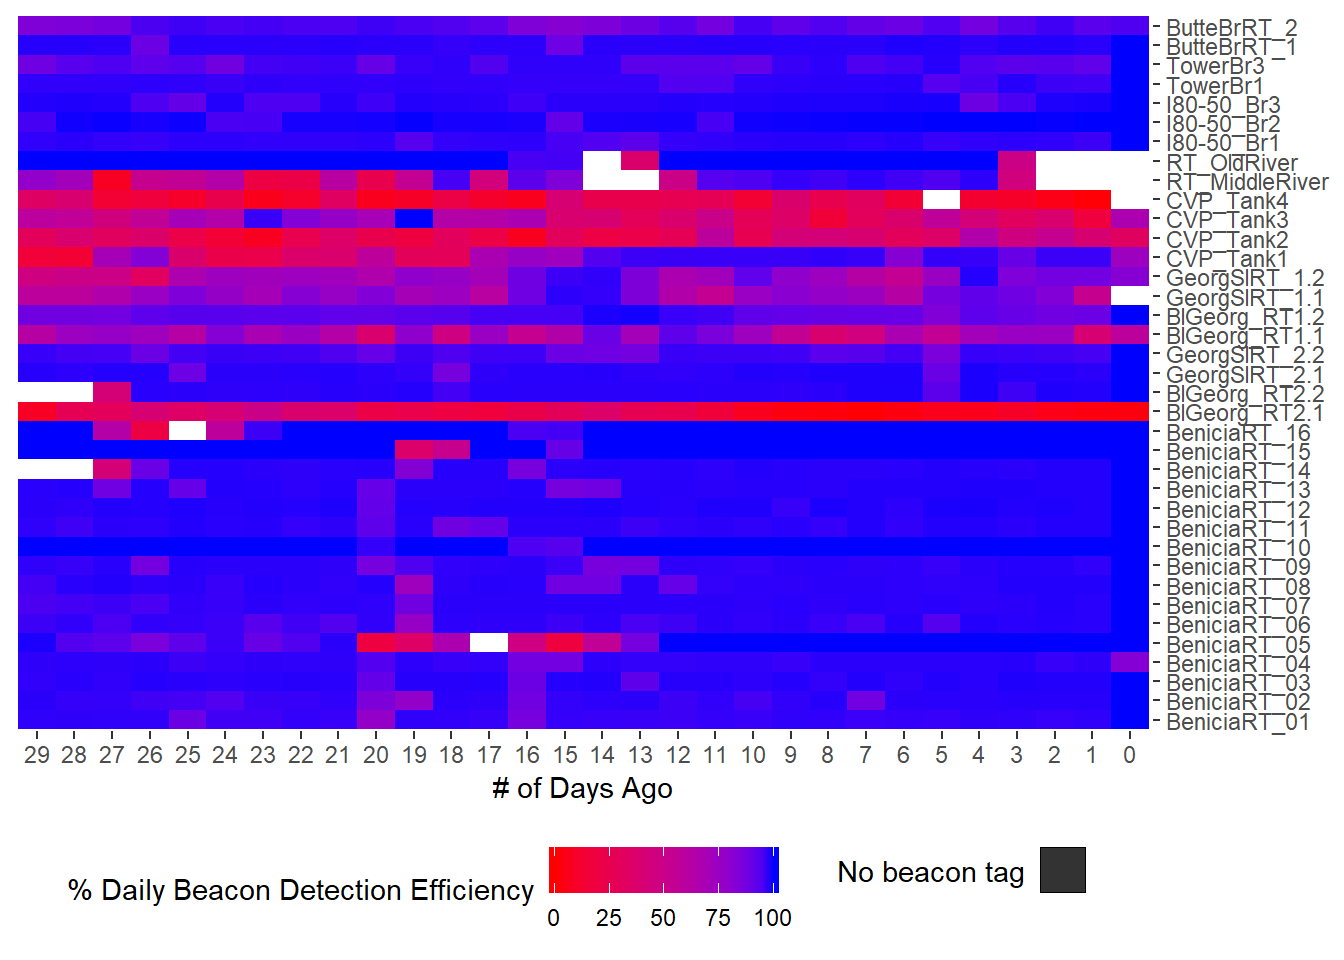 ButteBrRT_2
ButteBrRT_1
TowerBr3
TowerBr1
I80-50_Br3
I80-50_Br2
I80-50_Br1
RT_OldRiver
RT_MiddleRiver
CVP_Tank4
CVP_Tank3
CVP_Tank2
CVP_Tank1
GeorgSlRT_1.2
GeorgSlRT_1.1
BlGeorg_RT1.2
BlGeorg_RT1.1
GeorgSlRT_2.2
GeorgSlRT_2.1
BlGeorg_RT2.2
BlGeorg_RT2.1
BeniciaRT_16
BeniciaRT_15
BeniciaRT_14
BeniciaRT_13
BeniciaRT_12
BeniciaRT_11
BeniciaRT_10
BeniciaRT_09
BeniciaRT_08
BeniciaRT_07
BeniciaRT_06
BeniciaRT_05
BeniciaRT_04
BeniciaRT_03
BeniciaRT_02
BeniciaRT_01
29 28 27 26 25 24 23 22 21 20 19 18 17 16 15 14 13 12 11 10 9 8 7 6 5 4 3 2 1 0
# of Days Ago
% Daily Beacon Detection Efficiency
0 25 50 75 100
No beacon tag